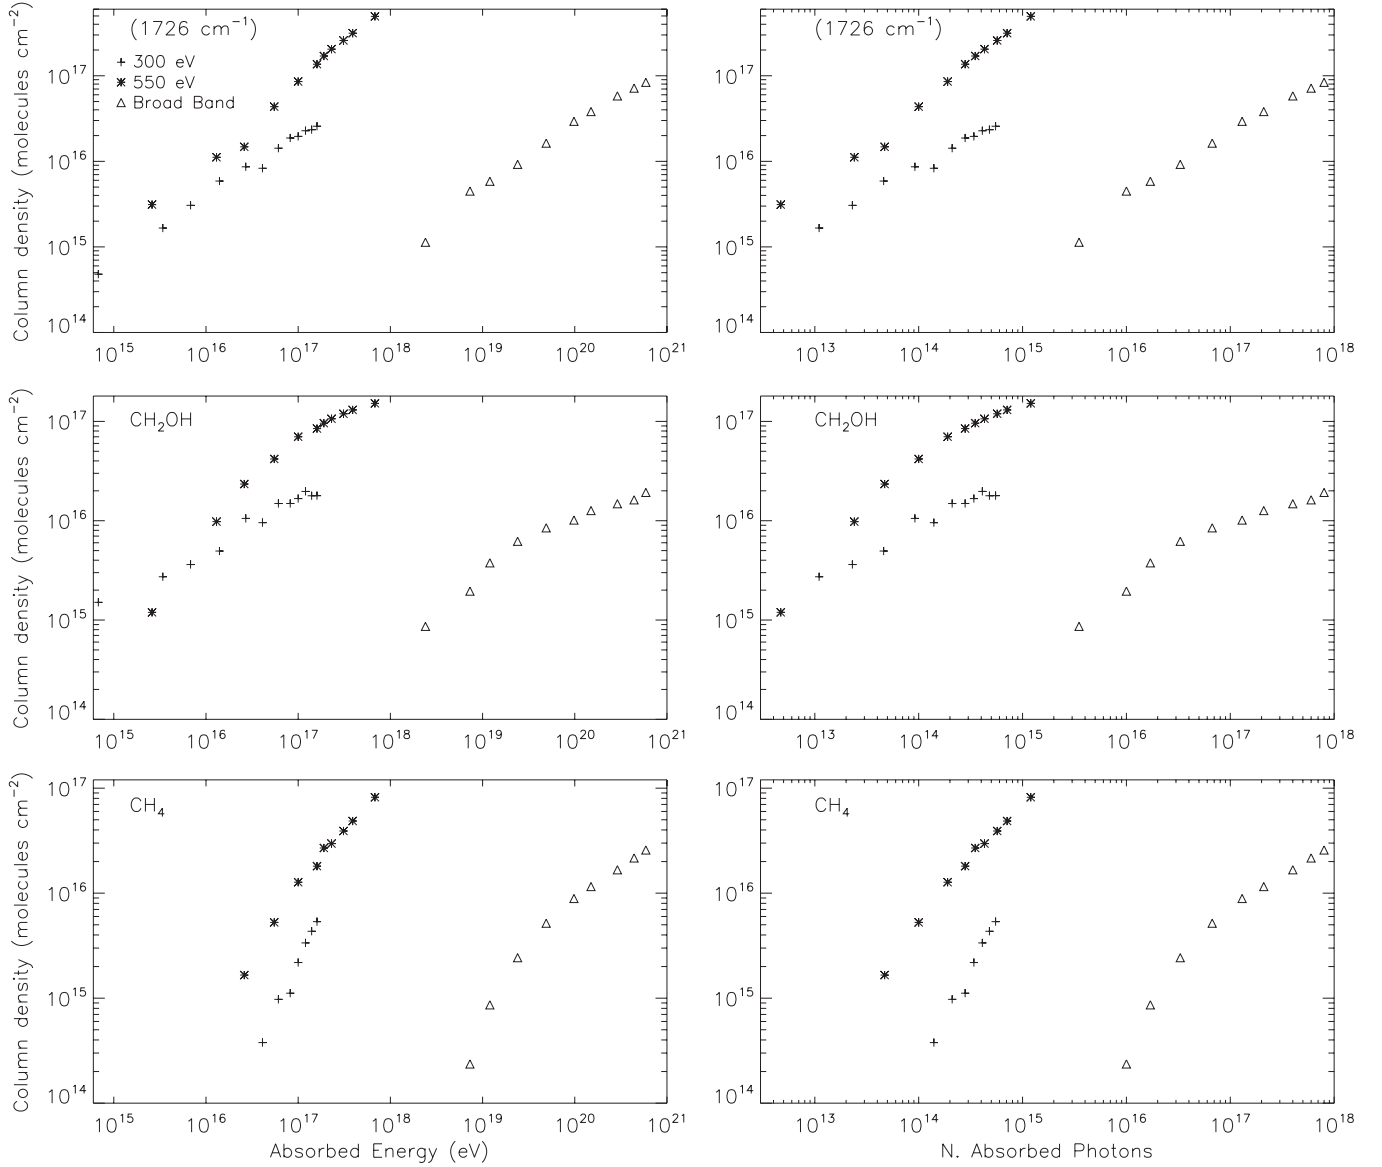 (1726 cm⁻¹)
+ 300 eV
✳ 550 eV
△ Broad Band
10¹⁷
10¹⁶
10¹⁵
10¹⁴
Column density (molecules cm⁻²)
10¹⁵ 10¹⁶ 10¹⁷ 10¹⁸ 10¹⁹ 10²⁰ 10²¹
(1726 cm⁻¹)
10¹⁷
10¹⁶
10¹⁵
10¹⁴
10¹³ 10¹⁴ 10¹⁵ 10¹⁶ 10¹⁷ 10¹⁸
CH₂OH
10¹⁷
10¹⁶
10¹⁵
10¹⁴
Column density (molecules cm⁻²)
10¹⁵ 10¹⁶ 10¹⁷ 10¹⁸ 10¹⁹ 10²⁰ 10²¹
CH₂OH
10¹⁷
10¹⁶
10¹⁵
10¹⁴
10¹³ 10¹⁴ 10¹⁵ 10¹⁶ 10¹⁷ 10¹⁸
CH₄
10¹⁷
10¹⁶
10¹⁵
10¹⁴
Column density (molecules cm⁻²)
10¹⁵ 10¹⁶ 10¹⁷ 10¹⁸ 10¹⁹ 10²⁰ 10²¹
Absorbed Energy (eV)
CH₄
10¹⁷
10¹⁶
10¹⁵
10¹⁴
10¹³ 10¹⁴ 10¹⁵ 10¹⁶ 10¹⁷ 10¹⁸
N. Absorbed Photons